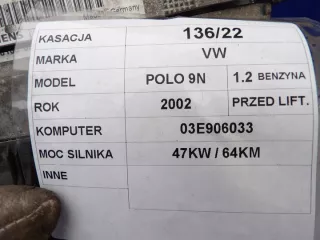 Germany
KASACJA 136/22
MARKA VW
MODEL POLO 9N 1.2 BENZYNA
ROK 2002 PRZED LIFT.
KOMPUTER 03E906033
MOC SILNIKA 47KW / 64KM
INNE